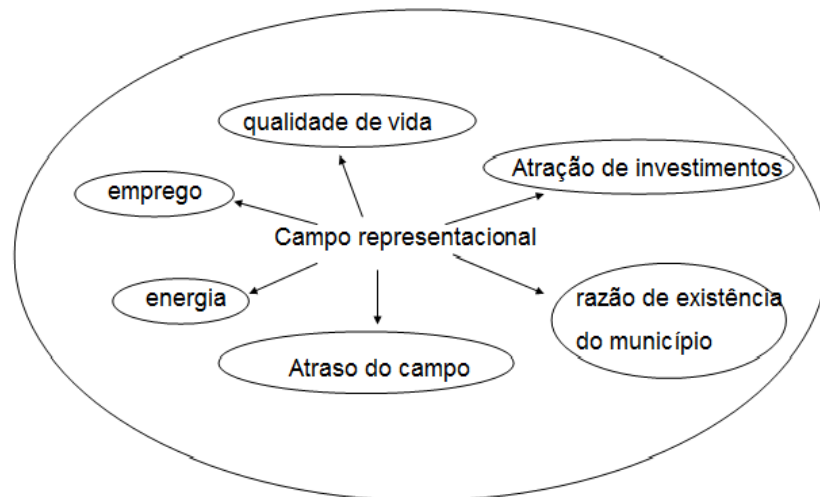 qualidade de vida
Atração de investimentos
emprego
Campo representacional
energia
razão de existência
do município
Atraso do campo